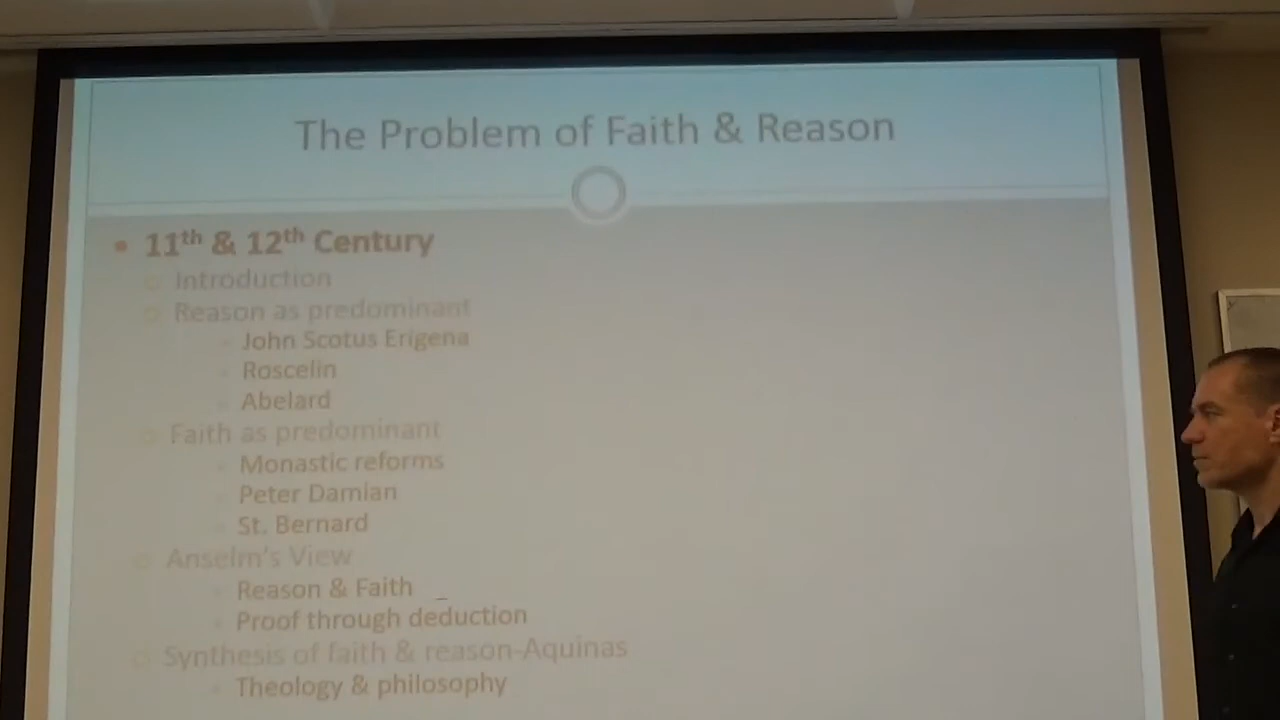 The Problem of Faith & Reason
11th & 12th Century
Introduction
Reason as predominant
John Scotus Erigena
Roscelin
Abelard
Faith as predominant
Monastic reforms
Peter Damian
St. Bernard
Anselm's View
Reason & Faith _
Proof through deduction
Synthesis of faith & reason-Aquinas
Theology & philosophy